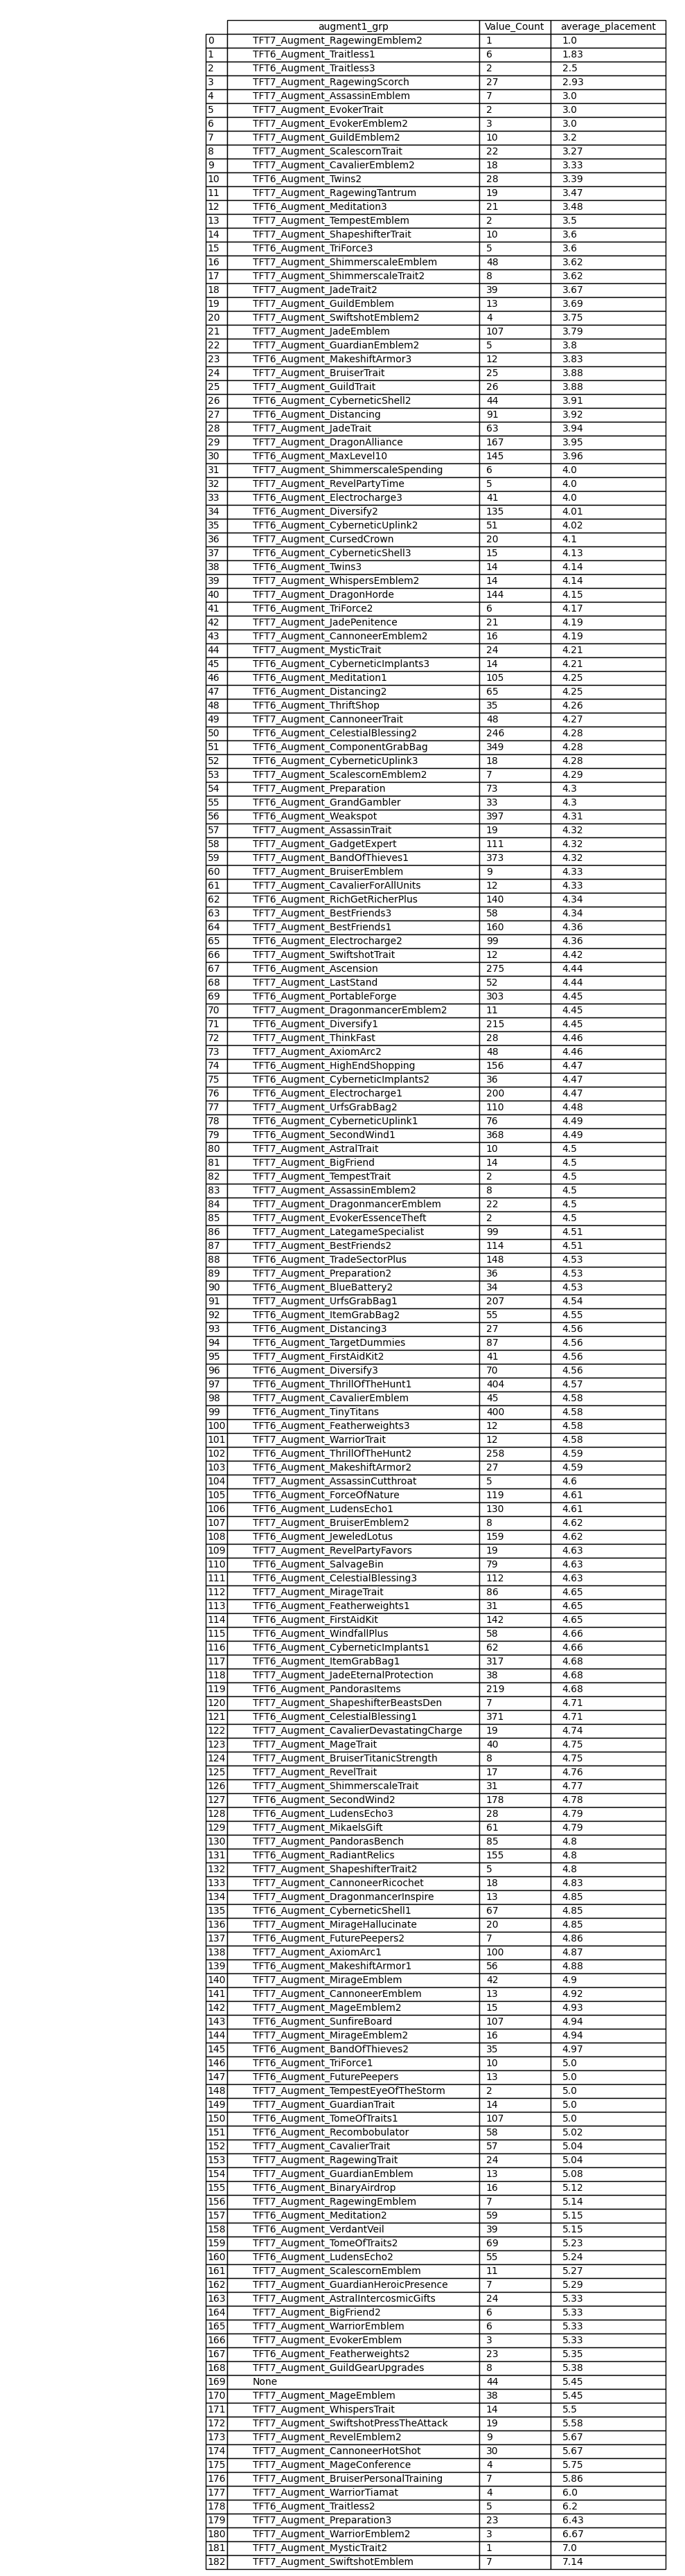 augment1_grp Value_Count average_placement
0 TFT7_Augment_RagewingEmblem2 1 1.0
1 TFT6_Augment_Traitless1 6 1.83
2 TFT6_Augment_Traitless3 2 2.5
3 TFT7_Augment_RagewingScorch 27 2.93
4 TFT7_Augment_AssassinEmblem 7 3.0
5 TFT7_Augment_EvokerTrait 2 3.0
6 TFT7_Augment_EvokerEmblem2 3 3.0
7 TFT7_Augment_GuildEmblem2 10 3.2
8 TFT7_Augment_ScalescornTrait 22 3.27
9 TFT7_Augment_CavalierEmblem2 18 3.33
10 TFT6_Augment_Twins2 28 3.39
11 TFT7_Augment_RagewingTantrum 19 3.47
12 TFT6_Augment_Meditation3 21 3.48
13 TFT7_Augment_TempestEmblem 2 3.5
14 TFT7_Augment_ShapeshifterTrait 10 3.6
15 TFT6_Augment_TriForce3 5 3.6
16 TFT7_Augment_ShimmerscaleEmblem 48 3.62
17 TFT7_Augment_ShimmerscaleTrait2 8 3.62
18 TFT7_Augment_JadeTrait2 39 3.67
19 TFT7_Augment_GuildEmblem 13 3.69
20 TFT7_Augment_SwiftshotEmblem2 4 3.75
21 TFT7_Augment_JadeEmblem 107 3.79
22 TFT7_Augment_GuardianEmblem2 5 3.8
23 TFT6_Augment_MakeshiftArmor3 12 3.83
24 TFT7_Augment_BruiserTrait 25 3.88
25 TFT7_Augment_GuildTrait 26 3.88
26 TFT6_Augment_CyberneticShell2 44 3.91
27 TFT6_Augment_Distancing 91 3.92
28 TFT7_Augment_JadeTrait 63 3.94
29 TFT7_Augment_DragonAlliance 167 3.95
30 TFT6_Augment_MaxLevel10 145 3.96
31 TFT7_Augment_ShimmerscaleSpending 6 4.0
32 TFT7_Augment_RevelPartyTime 5 4.0
33 TFT6_Augment_Electrocharge3 41 4.0
34 TFT6_Augment_Diversify2 135 4.01
35 TFT6_Augment_CyberneticUplink2 51 4.02
36 TFT7_Augment_CursedCrown 20 4.1
37 TFT6_Augment_CyberneticShell3 15 4.13
38 TFT6_Augment_Twins3 14 4.14
39 TFT7_Augment_WhispersEmblem2 14 4.14
40 TFT7_Augment_DragonHorde 144 4.15
41 TFT6_Augment_TriForce2 6 4.17
42 TFT7_Augment_JadePenitence 21 4.19
43 TFT7_Augment_CannoneerEmblem2 16 4.19
44 TFT7_Augment_MysticTrait 24 4.21
45 TFT6_Augment_CyberneticImplants3 14 4.21
46 TFT6_Augment_Meditation1 105 4.25
47 TFT6_Augment_Distancing2 65 4.25
48 TFT6_Augment_ThriftShop 35 4.26
49 TFT7_Augment_CannoneerTrait 48 4.27
50 TFT6_Augment_CelestialBlessing2 246 4.28
51 TFT6_Augment_ComponentGrabBag 349 4.28
52 TFT6_Augment_CyberneticUplink3 18 4.28
53 TFT7_Augment_ScalescornEmblem2 7 4.29
54 TFT7_Augment_Preparation 73 4.3
55 TFT6_Augment_GrandGambler 33 4.3
56 TFT6_Augment_Weakspot 397 4.31
57 TFT7_Augment_AssassinTrait 19 4.32
58 TFT7_Augment_GadgetExpert 111 4.32
59 TFT7_Augment_BandOfThieves1 373 4.32
60 TFT7_Augment_BruiserEmblem 9 4.33
61 TFT7_Augment_CavalierForAllUnits 12 4.33
62 TFT6_Augment_RichGetRicherPlus 140 4.34
63 TFT7_Augment_BestFriends3 58 4.34
64 TFT7_Augment_BestFriends1 160 4.36
65 TFT6_Augment_Electrocharge2 99 4.36
66 TFT7_Augment_SwiftshotTrait 12 4.42
67 TFT6_Augment_Ascension 275 4.44
68 TFT7_Augment_LastStand 52 4.44
69 TFT6_Augment_PortableForge 303 4.45
70 TFT7_Augment_DragonmancerEmblem2 11 4.45
71 TFT6_Augment_Diversify1 215 4.45
72 TFT7_Augment_ThinkFast 28 4.46
73 TFT7_Augment_AxiomArc2 48 4.46
74 TFT6_Augment_HighEndShopping 156 4.47
75 TFT6_Augment_CyberneticImplants2 36 4.47
76 TFT6_Augment_Electrocharge1 200 4.47
77 TFT7_Augment_UrfsGrabBag2 110 4.48
78 TFT6_Augment_CyberneticUplink1 76 4.49
79 TFT6_Augment_SecondWind1 368 4.49
80 TFT7_Augment_AstralTrait 10 4.5
81 TFT7_Augment_BigFriend 14 4.5
82 TFT7_Augment_TempestTrait 2 4.5
83 TFT7_Augment_AssassinEmblem2 8 4.5
84 TFT7_Augment_DragonmancerEmblem 22 4.5
85 TFT7_Augment_EvokerEssenceTheft 2 4.5
86 TFT7_Augment_LategameSpecialist 99 4.51
87 TFT7_Augment_BestFriends2 114 4.51
88 TFT6_Augment_TradeSectorPlus 148 4.53
89 TFT7_Augment_Preparation2 36 4.53
90 TFT6_Augment_BlueBattery2 34 4.53
91 TFT7_Augment_UrfsGrabBag1 207 4.54
92 TFT6_Augment_ItemGrabBag2 55 4.55
93 TFT6_Augment_Distancing3 27 4.56
94 TFT6_Augment_TargetDummies 87 4.56
95 TFT7_Augment_FirstAidKit2 41 4.56
96 TFT6_Augment_Diversify3 70 4.56
97 TFT6_Augment_ThrillOfTheHunt1 404 4.57
98 TFT7_Augment_CavalierEmblem 45 4.58
99 TFT6_Augment_TinyTitans 400 4.58
100 TFT6_Augment_Featherweights3 12 4.58
101 TFT7_Augment_WarriorTrait 12 4.58
102 TFT6_Augment_ThrillOfTheHunt2 258 4.59
103 TFT6_Augment_MakeshiftArmor2 27 4.59
104 TFT7_Augment_AssassinCutthroat 5 4.6
105 TFT6_Augment_ForceOfNature 119 4.61
106 TFT6_Augment_LudensEcho1 130 4.61
107 TFT7_Augment_BruiserEmblem2 8 4.62
108 TFT6_Augment_JeweledLotus 159 4.62
109 TFT7_Augment_RevelPartyFavors 19 4.63
110 TFT6_Augment_SalvageBin 79 4.63
111 TFT6_Augment_CelestialBlessing3 112 4.63
112 TFT7_Augment_MirageTrait 86 4.65
113 TFT6_Augment_Featherweights1 31 4.65
114 TFT6_Augment_FirstAidKit 142 4.65
115 TFT6_Augment_WindfallPlus 58 4.66
116 TFT6_Augment_CyberneticImplants1 62 4.66
117 TFT6_Augment_ItemGrabBag1 317 4.68
118 TFT7_Augment_JadeEternalProtection 38 4.68
119 TFT6_Augment_PandorasItems 219 4.68
120 TFT7_Augment_ShapeshifterBeastsDen 7 4.71
121 TFT6_Augment_CelestialBlessing1 371 4.71
122 TFT7_Augment_CavalierDevastatingCharge 19 4.74
123 TFT7_Augment_MageTrait 40 4.75
124 TFT7_Augment_BruiserTitanicStrength 8 4.75
125 TFT7_Augment_RevelTrait 17 4.76
126 TFT7_Augment_ShimmerscaleTrait 31 4.77
127 TFT6_Augment_SecondWind2 178 4.78
128 TFT6_Augment_LudensEcho3 28 4.79
129 TFT7_Augment_MikaelsGift 61 4.79
130 TFT7_Augment_PandorasBench 85 4.8
131 TFT6_Augment_RadiantRelics 155 4.8
132 TFT7_Augment_ShapeshifterTrait2 5 4.8
133 TFT7_Augment_CannoneerRicochet 18 4.83
134 TFT7_Augment_DragonmancerInspire 13 4.85
135 TFT6_Augment_CyberneticShell1 67 4.85
136 TFT7_Augment_MirageHallucinate 20 4.85
137 TFT6_Augment_FuturePeepers2 7 4.86
138 TFT7_Augment_AxiomArc1 100 4.87
139 TFT6_Augment_MakeshiftArmor1 56 4.88
140 TFT7_Augment_MirageEmblem 42 4.9
141 TFT7_Augment_CannoneerEmblem 13 4.92
142 TFT7_Augment_MageEmblem2 15 4.93
143 TFT6_Augment_SunfireBoard 107 4.94
144 TFT7_Augment_MirageEmblem2 16 4.94
145 TFT6_Augment_BandOfThieves2 35 4.97
146 TFT6_Augment_TriForce1 10 5.0
147 TFT6_Augment_FuturePeepers 13 5.0
148 TFT7_Augment_TempestEyeOfTheStorm 2 5.0
149 TFT7_Augment_GuardianTrait 14 5.0
150 TFT6_Augment_TomeOfTraits1 107 5.0
151 TFT6_Augment_Recombobulator 58 5.02
152 TFT7_Augment_CavalierTrait 57 5.04
153 TFT7_Augment_RagewingTrait 24 5.04
154 TFT7_Augment_GuardianEmblem 13 5.08
155 TFT6_Augment_BinaryAirdrop 16 5.12
156 TFT7_Augment_RagewingEmblem 7 5.14
157 TFT6_Augment_Meditation2 59 5.15
158 TFT6_Augment_VerdantVeil 39 5.15
159 TFT7_Augment_TomeOfTraits2 69 5.23
160 TFT6_Augment_LudensEcho2 55 5.24
161 TFT7_Augment_ScalescornEmblem 11 5.27
162 TFT7_Augment_GuardianHeroicPresence 7 5.29
163 TFT7_Augment_AstralIntercosmicGifts 24 5.33
164 TFT7_Augment_BigFriend2 6 5.33
165 TFT7_Augment_WarriorEmblem 6 5.33
166 TFT7_Augment_EvokerEmblem 3 5.33
167 TFT6_Augment_Featherweights2 23 5.35
168 TFT7_Augment_GuildGearUpgrades 8 5.38
169 None 44 5.45
170 TFT7_Augment_MageEmblem 38 5.45
171 TFT7_Augment_WhispersTrait 14 5.5
172 TFT7_Augment_SwiftshotPressTheAttack 19 5.58
173 TFT7_Augment_RevelEmblem2 9 5.67
174 TFT7_Augment_CannoneerHotShot 30 5.67
175 TFT7_Augment_MageConference 4 5.75
176 TFT7_Augment_BruiserPersonalTraining 7 5.86
177 TFT7_Augment_WarriorTiamat 4 6.0
178 TFT6_Augment_Traitless2 5 6.2
179 TFT7_Augment_Preparation3 23 6.43
180 TFT7_Augment_WarriorEmblem2 3 6.67
181 TFT7_Augment_MysticTrait2 1 7.0
182 TFT7_Augment_SwiftshotEmblem 7 7.14